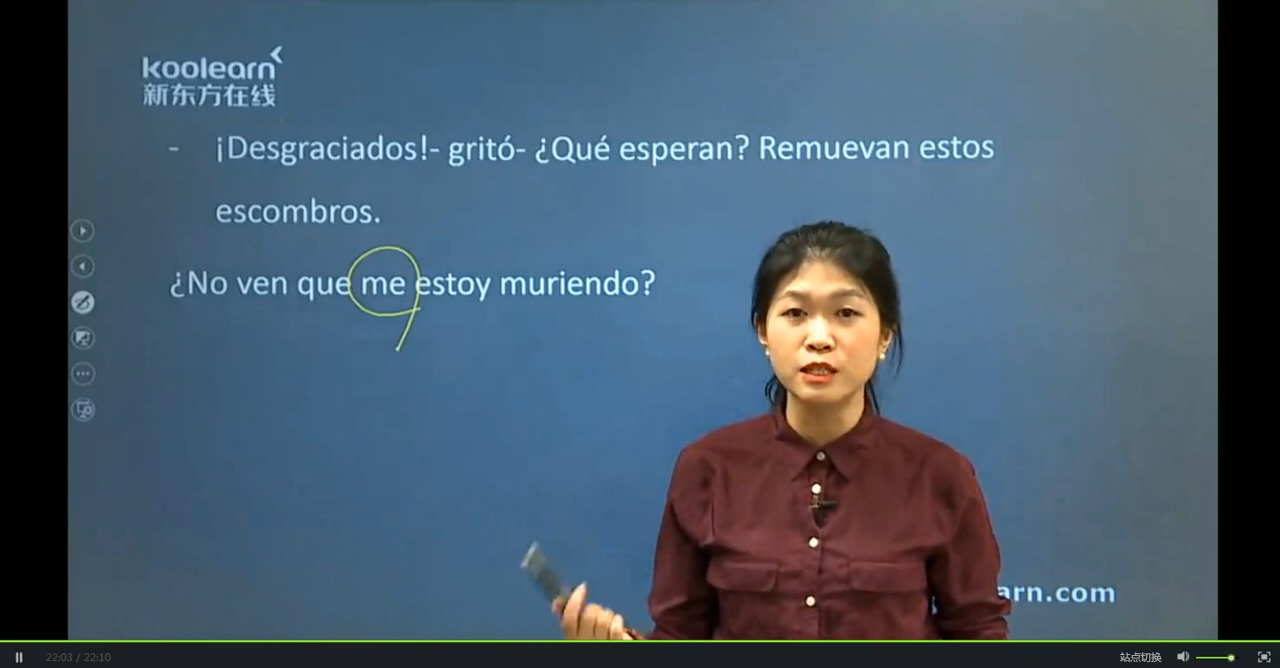 koolearn
新东方在线
- ¡Desgraciados!- gritó- ¿Qué esperan? Remuevan estos
escombros.
¿No ven que me estoy muriendo?
arn.com
22:03 / 22:10
站点切换